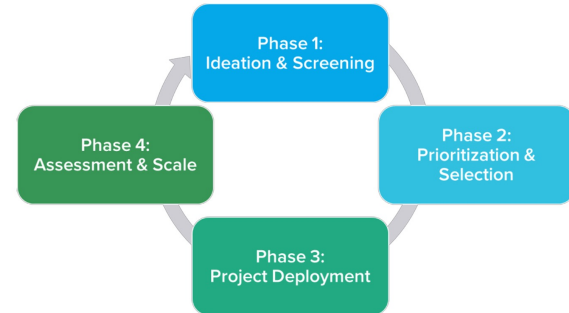 Phase 1:
Ideation & Screening
Phase 2:
Prioritization &
Selection
Phase 3:
Project Deployment
Phase 4:
Assessment & Scale